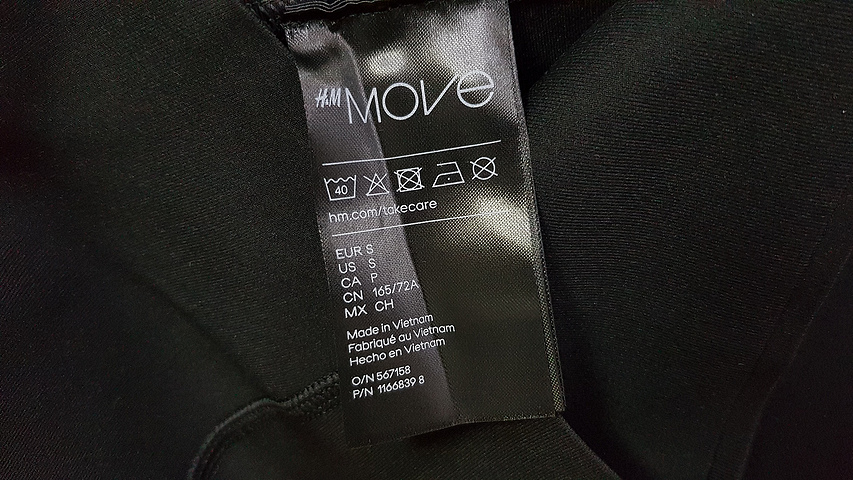 H&M MOVE
40
hm.com/takecare
EUR S
US S
CA P
CN 165/72A
MX CH
Made in Vietnam
Fabriqué au Vietnam
Hecho en Vietnam
O/N 567158
P/N 1166839 8